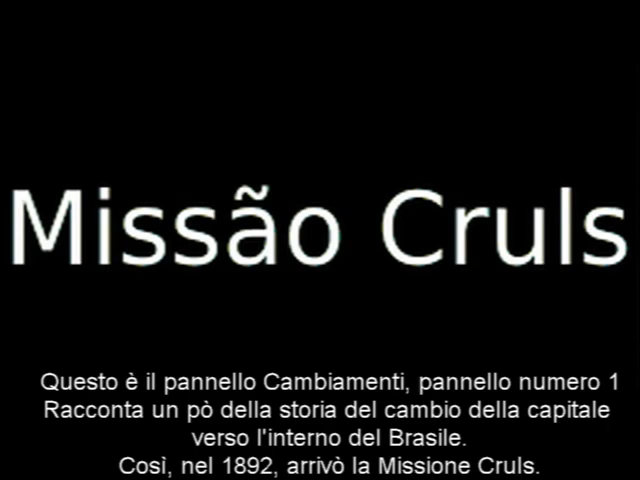 Missão Cruls
Questo è il pannello Cambiamenti, pannello numero 1
Racconta un pò della storia del cambio della capitale
verso l'interno del Brasile.
Così, nel 1892, arrivò la Missione Cruls.